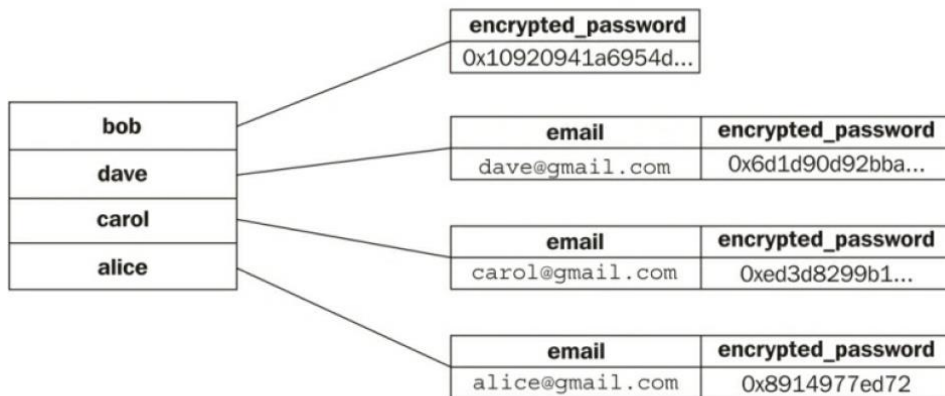 encrypted_password
0x10920941a6954d...
bob
dave
carol
alice
email encrypted_password
dave@gmail.com 0x6d1d90d92bba...
email encrypted_password
carol@gmail.com 0xed3d8299b1...
email encrypted_password
alice@gmail.com 0x8914977ed72